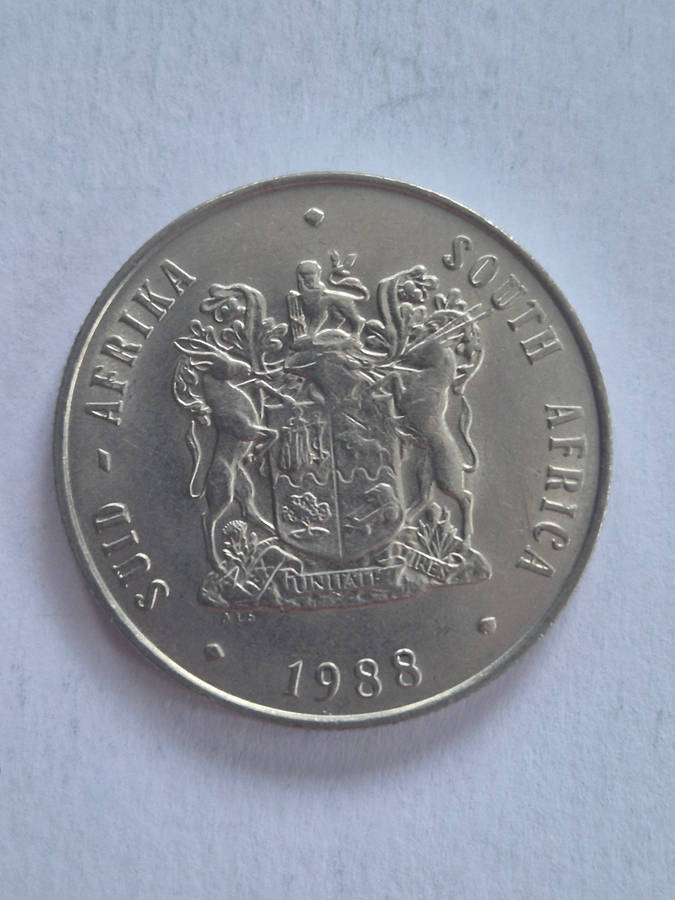 SUID - AFRIKA
SOUTH AFRICA
EX UNITATE VIRES
1988